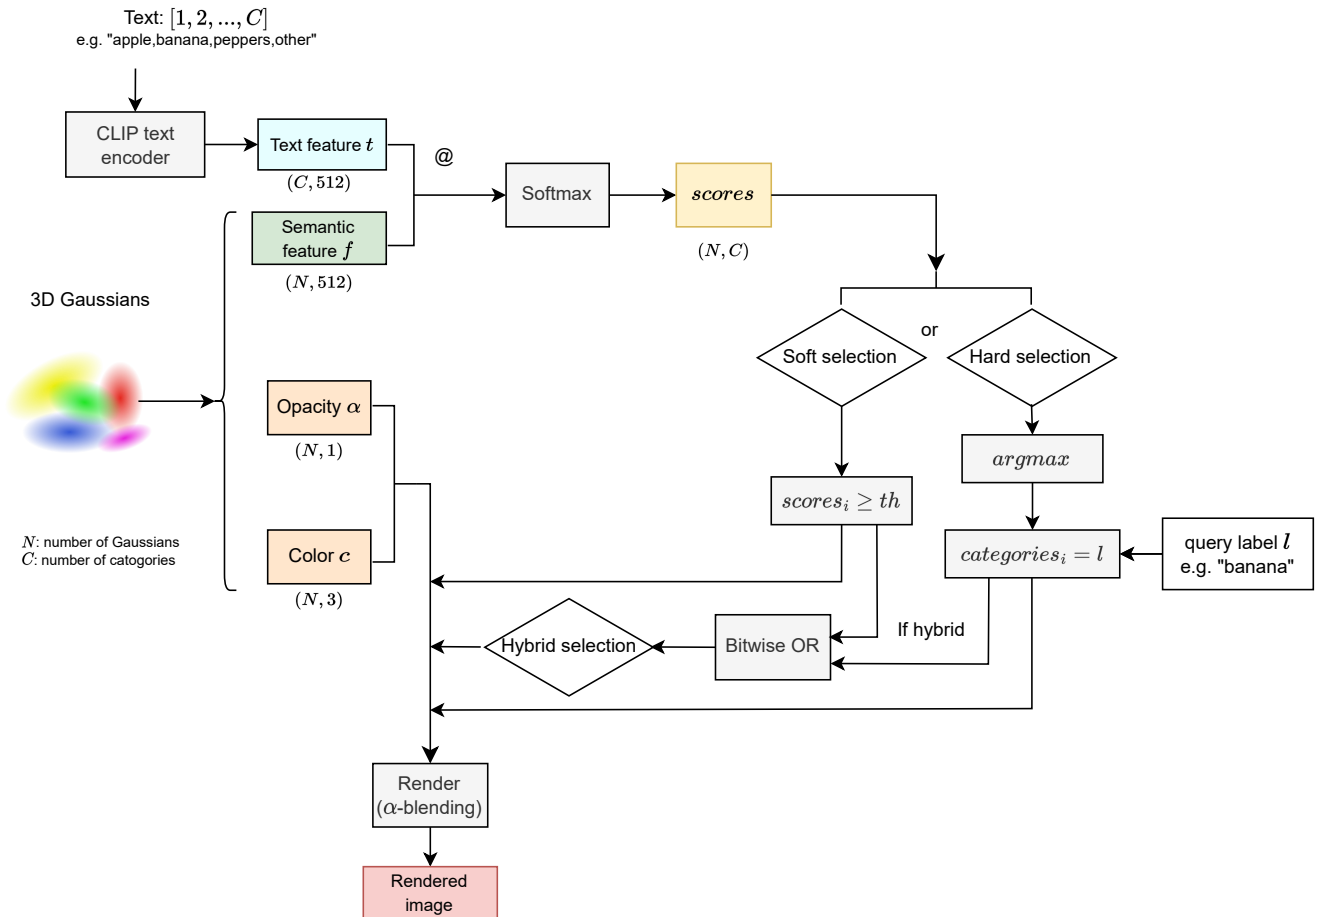 Text: [1, 2, ..., C]
e.g. "apple,banana,peppers,other"
CLIP text
encoder
Text feature t
(C, 512)
@
Softmax
scores
(N, C)
Semantic
feature f
(N, 512)
3D Gaussians
Soft selection
or
Hard selection
Opacity α
(N, 1)
argmax
scores_i ≥ th
N: number of Gaussians
C: number of catogories
Color c
(N, 3)
categories_i = l
query label l
e.g. "banana"
If hybrid
Hybrid selection
Bitwise OR
Render
(α-blending)
Rendered
image